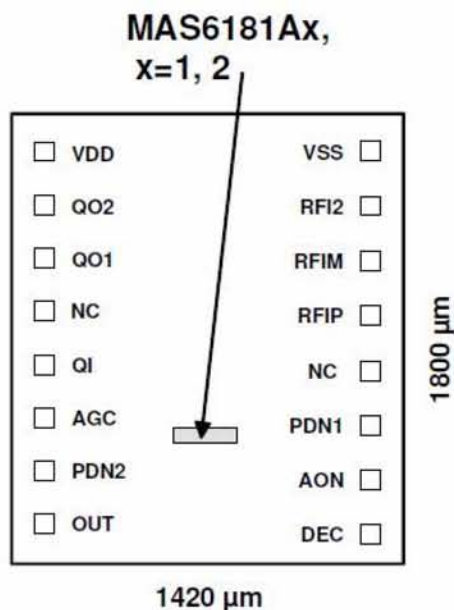 MAS6181Ax,
x=1, 2
VDD VSS
QO2 RFI2
QO1 RFIM
NC RFIP
QI NC
AGC PDN1
PDN2 AON
OUT DEC
1800 µm
1420 µm